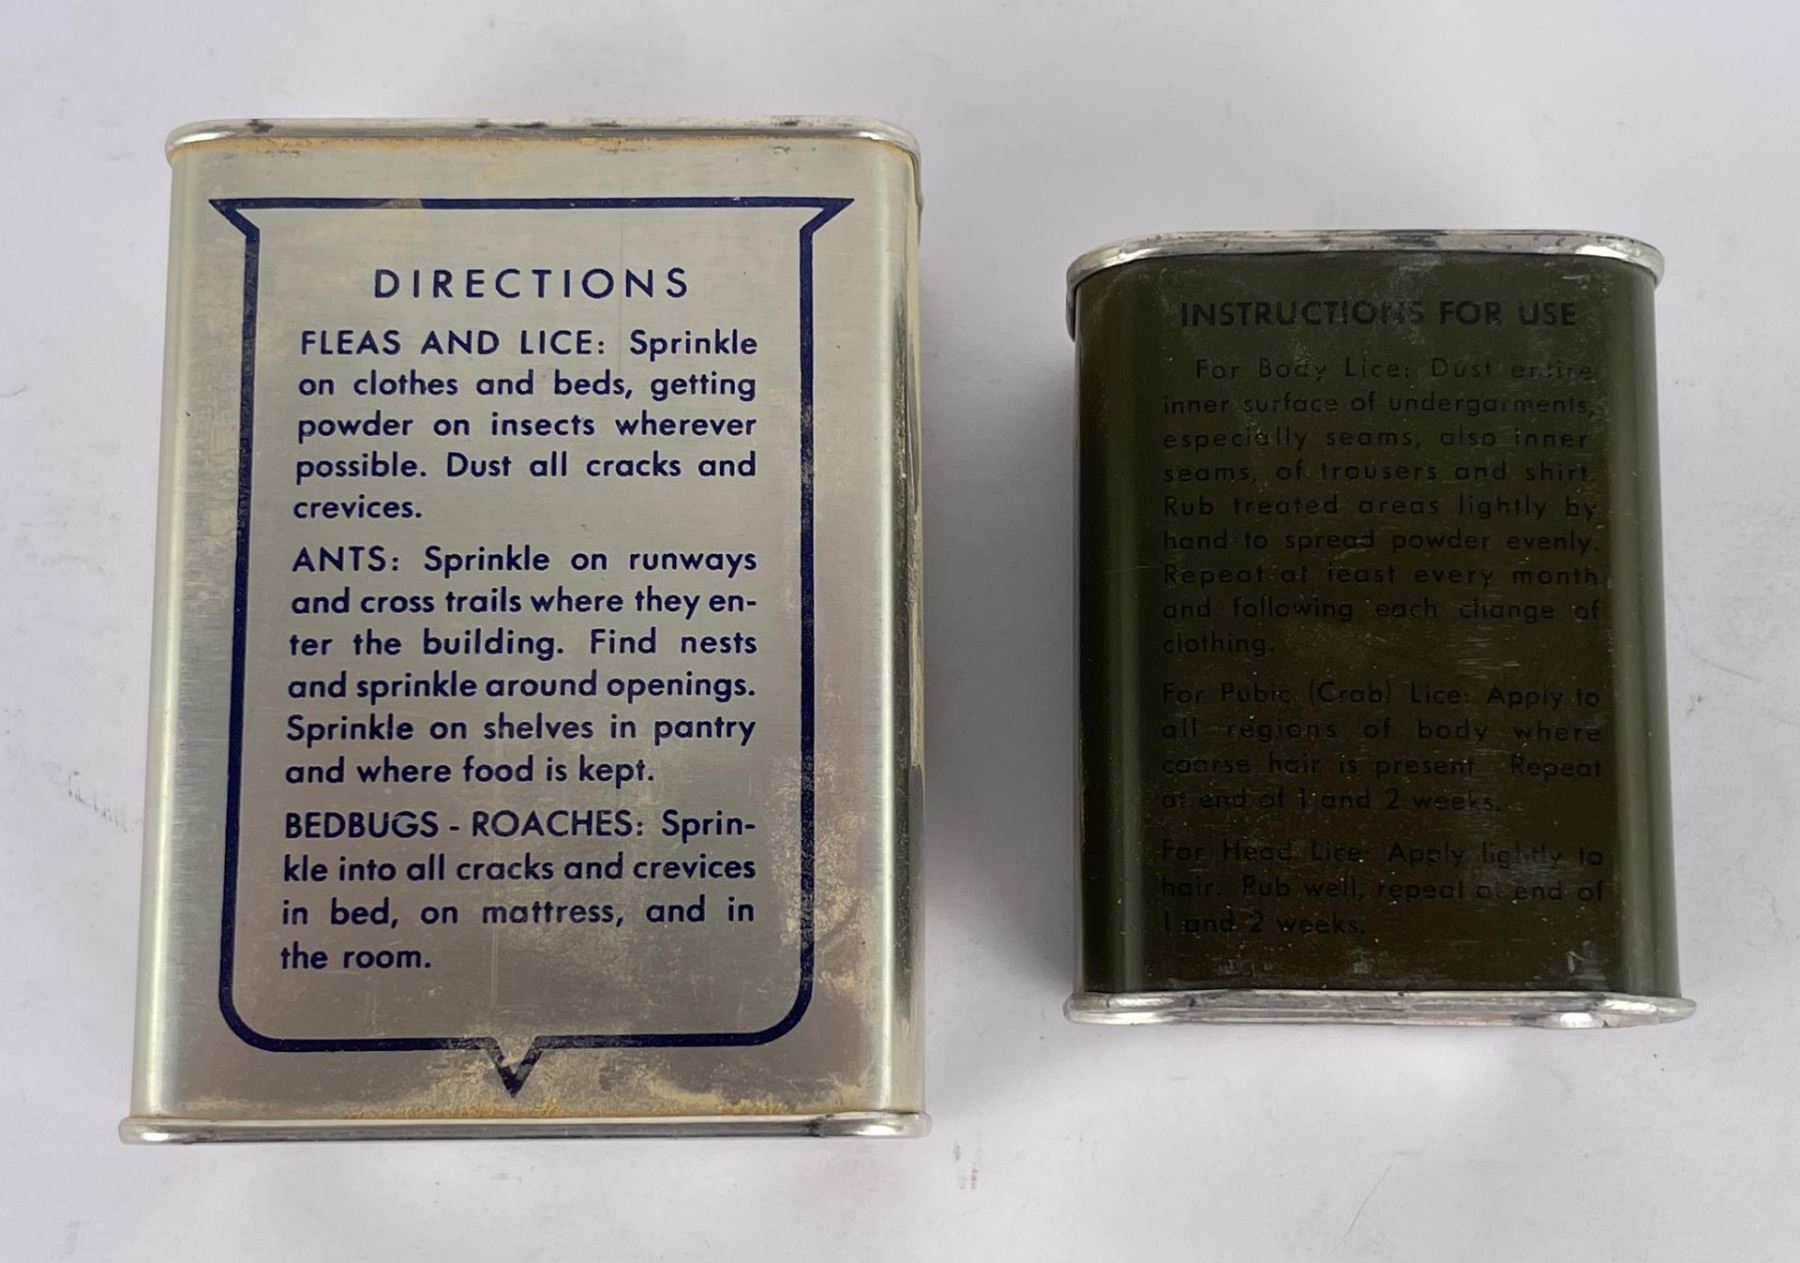 DIRECTIONS
FLEAS AND LICE: Sprinkle
on clothes and beds, getting
powder on insects wherever
possible. Dust all cracks and
crevices.
ANTS: Sprinkle on runways
and cross trails where they en-
ter the building. Find nests
and sprinkle around openings.
Sprinkle on shelves in pantry
and where food is kept.
BEDBUGS - ROACHES: Sprin-
kle into all cracks and crevices
in bed, on mattress, and in
the room.
INSTRUCTIONS FOR USE
For Body Lice: Dust entire
inner surface of undergarments,
especially seams, also inner
seams, of trousers and shirt.
Rub treated areas lightly by
hand to spread powder evenly.
Repeat at least every month
and following each change of
clothing.
For Pubic (Crab) Lice: Apply to
all regions of body where
coarse hair is present. Repeat
at end of 1 and 2 weeks.
For Head Lice: Apply lightly to
hair. Rub well, repeat at end of
1 and 2 weeks.